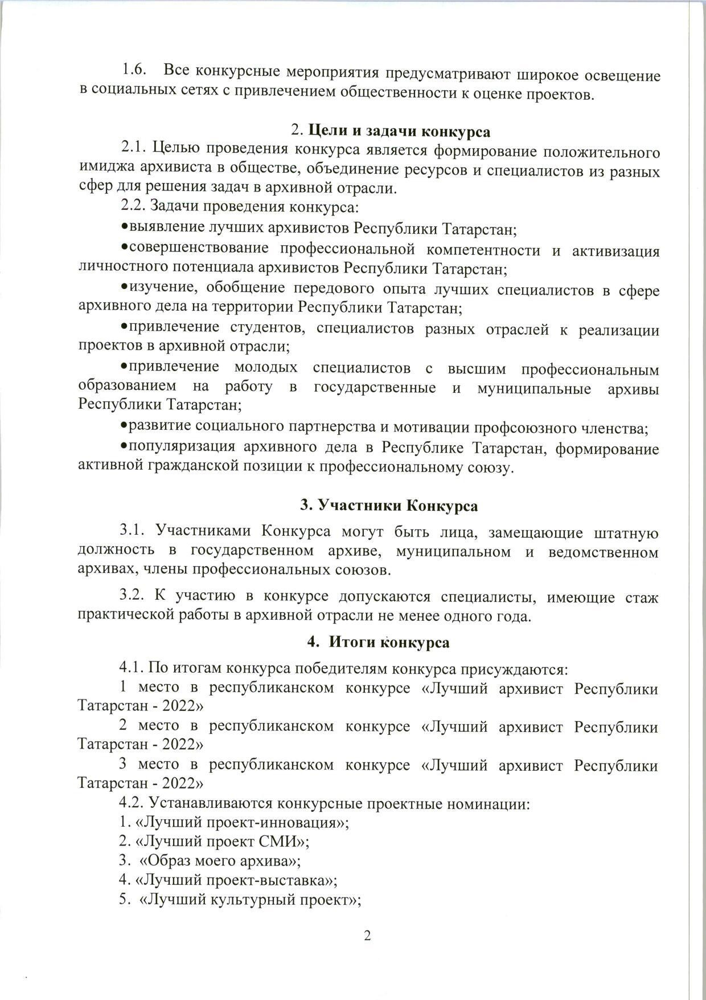 1.6. Все конкурсные мероприятия предусматривают широкое освещение
в социальных сетях с привлечением общественности к оценке проектов.
2. Цели и задачи конкурса
2.1. Целью проведения конкурса является формирование положительного
имиджа архивиста в обществе, объединение ресурсов и специалистов из разных
сфер для решения задач в архивной отрасли.
2.2. Задачи проведения конкурса:
•выявление лучших архивистов Республики Татарстан;
•совершенствование профессиональной компетентности и активизация
личностного потенциала архивистов Республики Татарстан;
•изучение, обобщение передового опыта лучших специалистов в сфере
архивного дела на территории Республики Татарстан;
•привлечение студентов, специалистов разных отраслей к реализации
проектов в архивной отрасли;
•привлечение молодых специалистов с высшим профессиональным
образованием на работу в государственные и муниципальные архивы
Республики Татарстан;
•развитие социального партнерства и мотивации профсоюзного членства;
•популяризация архивного дела в Республике Татарстан, формирование
активной гражданской позиции к профессиональному союзу.
3. Участники Конкурса
3.1. Участниками Конкурса могут быть лица, замещающие штатную
должность в государственном архиве, муниципальном и ведомственном
архивах, члены профессиональных союзов.
3.2. К участию в конкурсе допускаются специалисты, имеющие стаж
практической работы в архивной отрасли не менее одного года.
4. Итоги конкурса
4.1. По итогам конкурса победителям конкурса присуждаются:
1 место в республиканском конкурсе «Лучший архивист Республики
Татарстан - 2022»
2 место в республиканском конкурсе «Лучший архивист Республики
Татарстан - 2022»
3 место в республиканском конкурсе «Лучший архивист Республики
Татарстан - 2022»
4.2. Устанавливаются конкурсные проектные номинации:
1. «Лучший проект-инновация»;
2. «Лучший проект СМИ»;
3. «Образ моего архива»;
4. «Лучший проект-выставка»;
5. «Лучший культурный проект»;
2